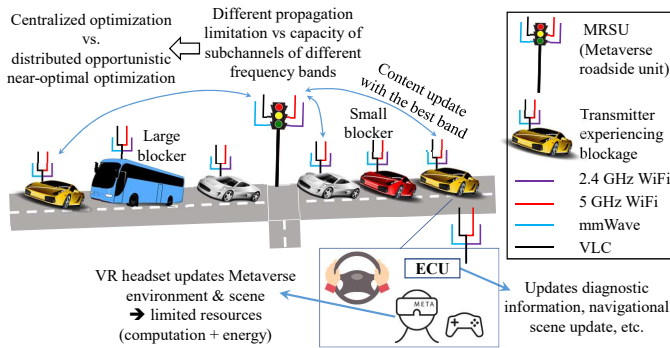 Centralized optimization
vs.
distributed opportunistic
near-optimal optimization
Different propagation
limitation vs capacity of
subchannels of different
frequency bands
Content update
with the best band
Large
blocker
Small
blocker
MRSU
(Metaverse
roadside unit)
Transmitter
experiencing
blockage
2.4 GHz WiFi
5 GHz WiFi
mmWave
VLC
VR headset updates Metaverse
environment & scene
➔ limited resources
(computation + energy)
ECU
META
Updates diagnostic
information, navigational
scene update, etc.